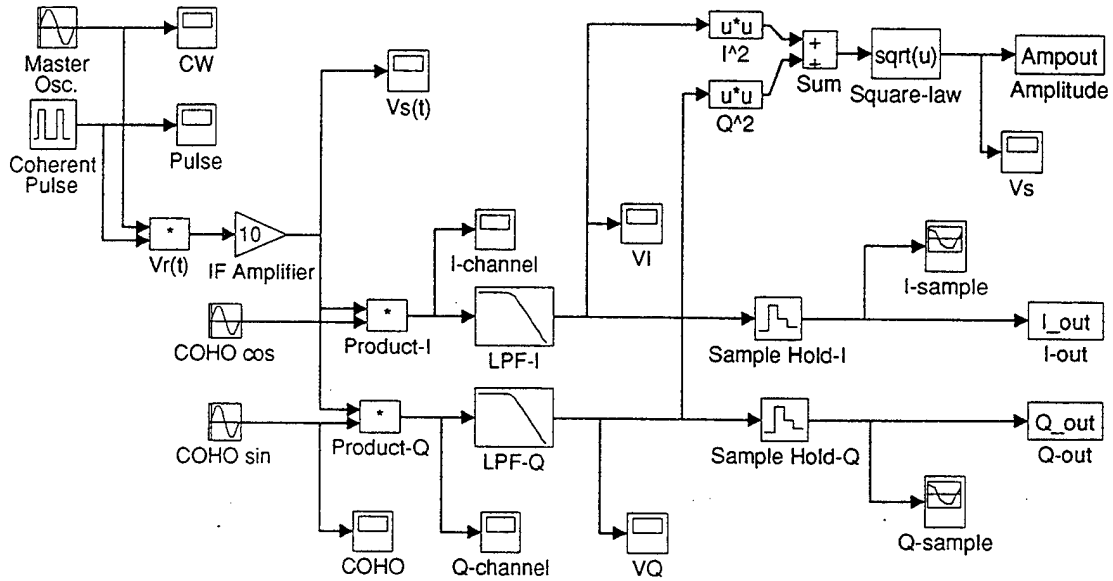 Master
Osc.
CW
Coherent
Pulse
Pulse
*
Vr(t)
10
IF Amplifier
Vs(t)
u*u
I^2
u*u
Q^2
+
+
Sum
sqrt(u)
Square-law
Ampout
Amplitude
Vs
I-channel
VI
I-sample
COHO cos
*
Product-I
LPF-I
Sample Hold-I
I_out
I-out
COHO sin
*
Product-Q
LPF-Q
Sample Hold-Q
Q_out
Q-out
COHO
Q-channel
VQ
Q-sample